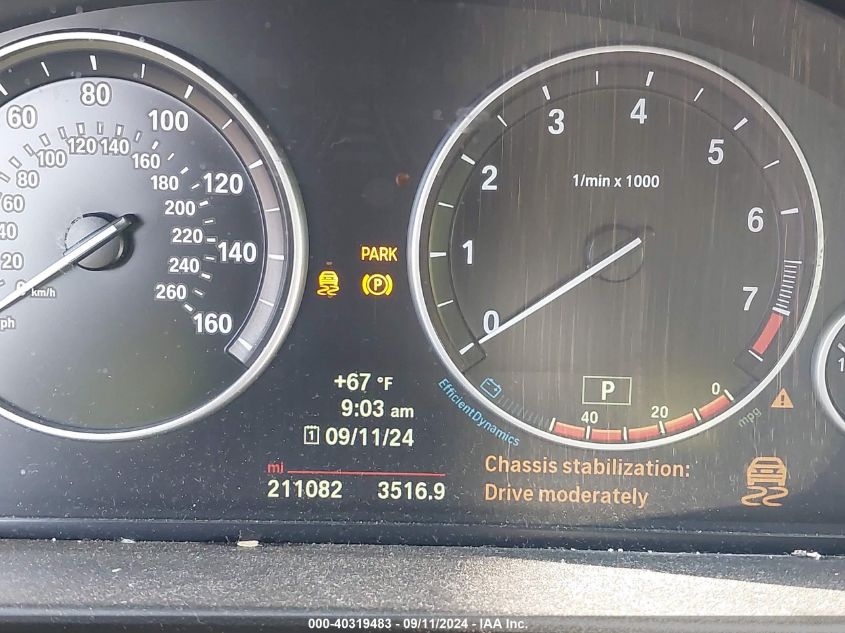 60 80 100 120 140 160
20 40 60 80 100 120 140 160 180 200 220 240 260
km/h
0 1 2 3 4 5 6 7
1/min x 1000
PARK
P
+67 °F
9:03 am
1 09/11/24
mi
211082 3516.9
EfficientDynamics
P
40 20 0
mpg
Chassis stabilization:
Drive moderately
000-40319483 - 09/11/2024 - IAA Inc.